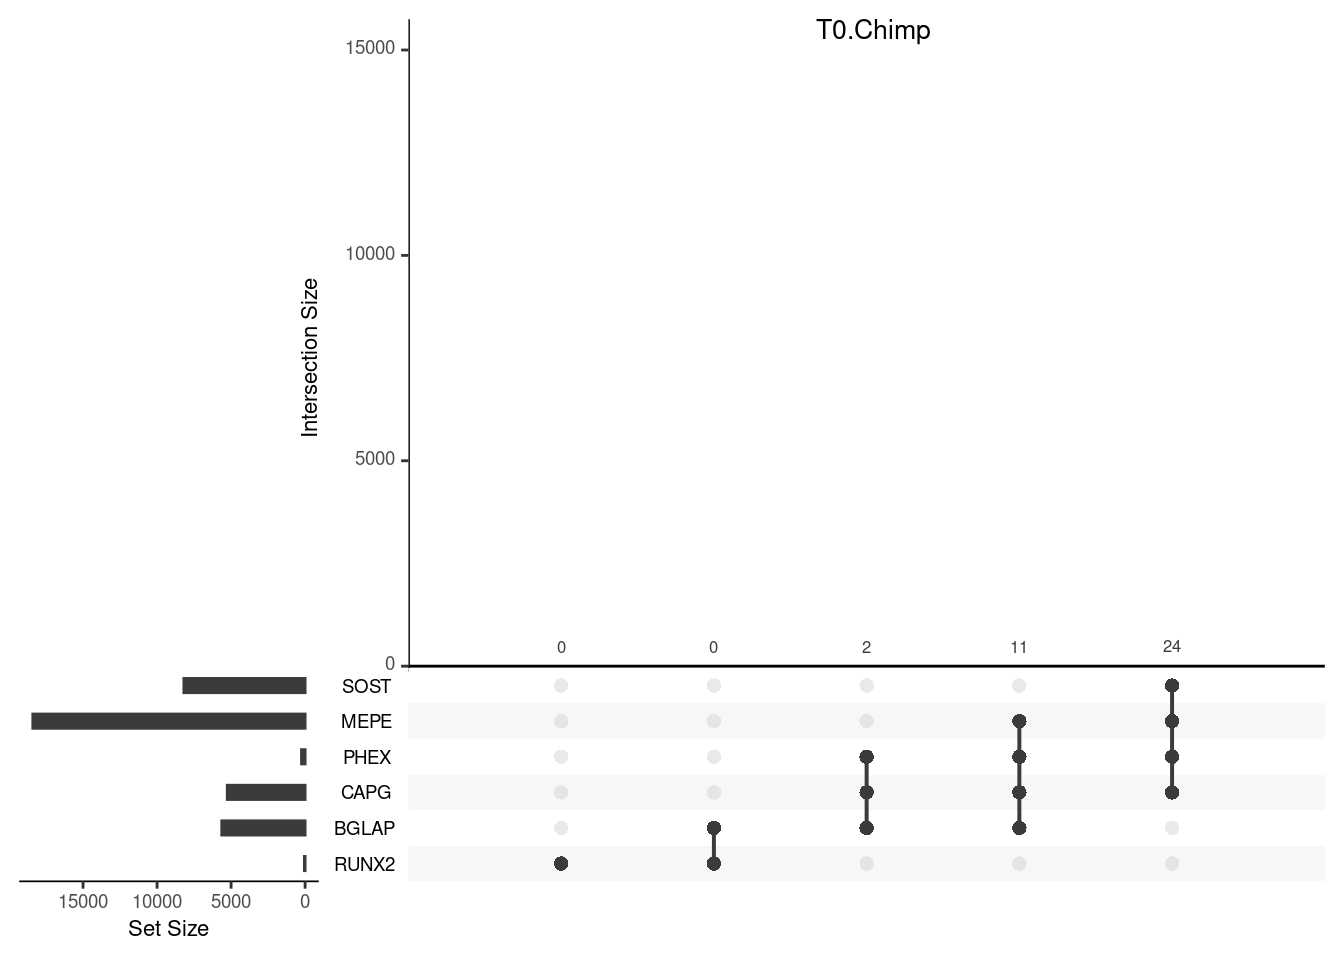 T0.Chimp
15000
10000
5000
0
Intersection Size
0 0 2 11 24
SOST
MEPE
PHEX
CAPG
BGLAP
RUNX2
15000 10000 5000 0
Set Size